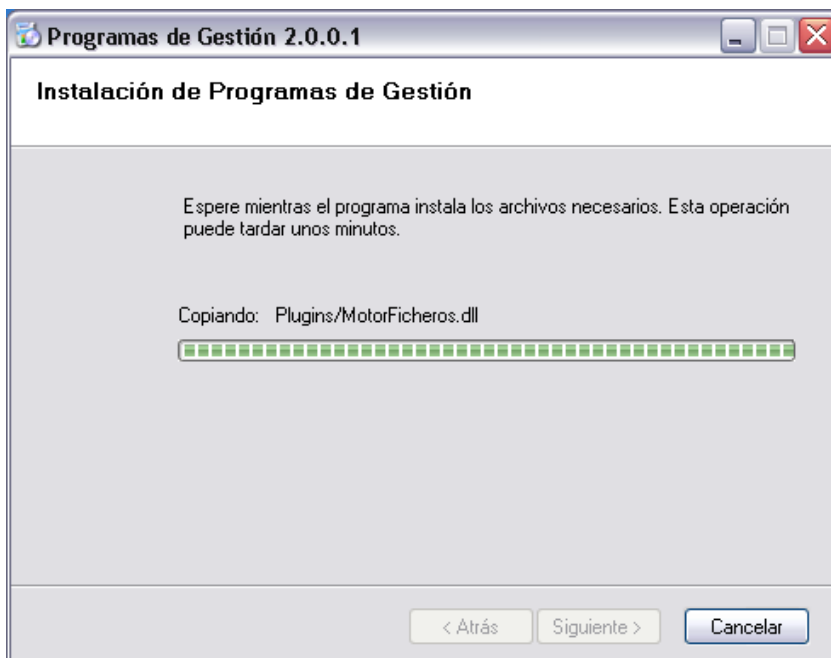 Programas de Gestión 2.0.0.1
Instalación de Programas de Gestión
Espere mientras el programa instala los archivos necesarios. Esta operación
puede tardar unos minutos.
Copiando: Plugins/MotorFicheros.dll
< Atrás Siguiente > Cancelar